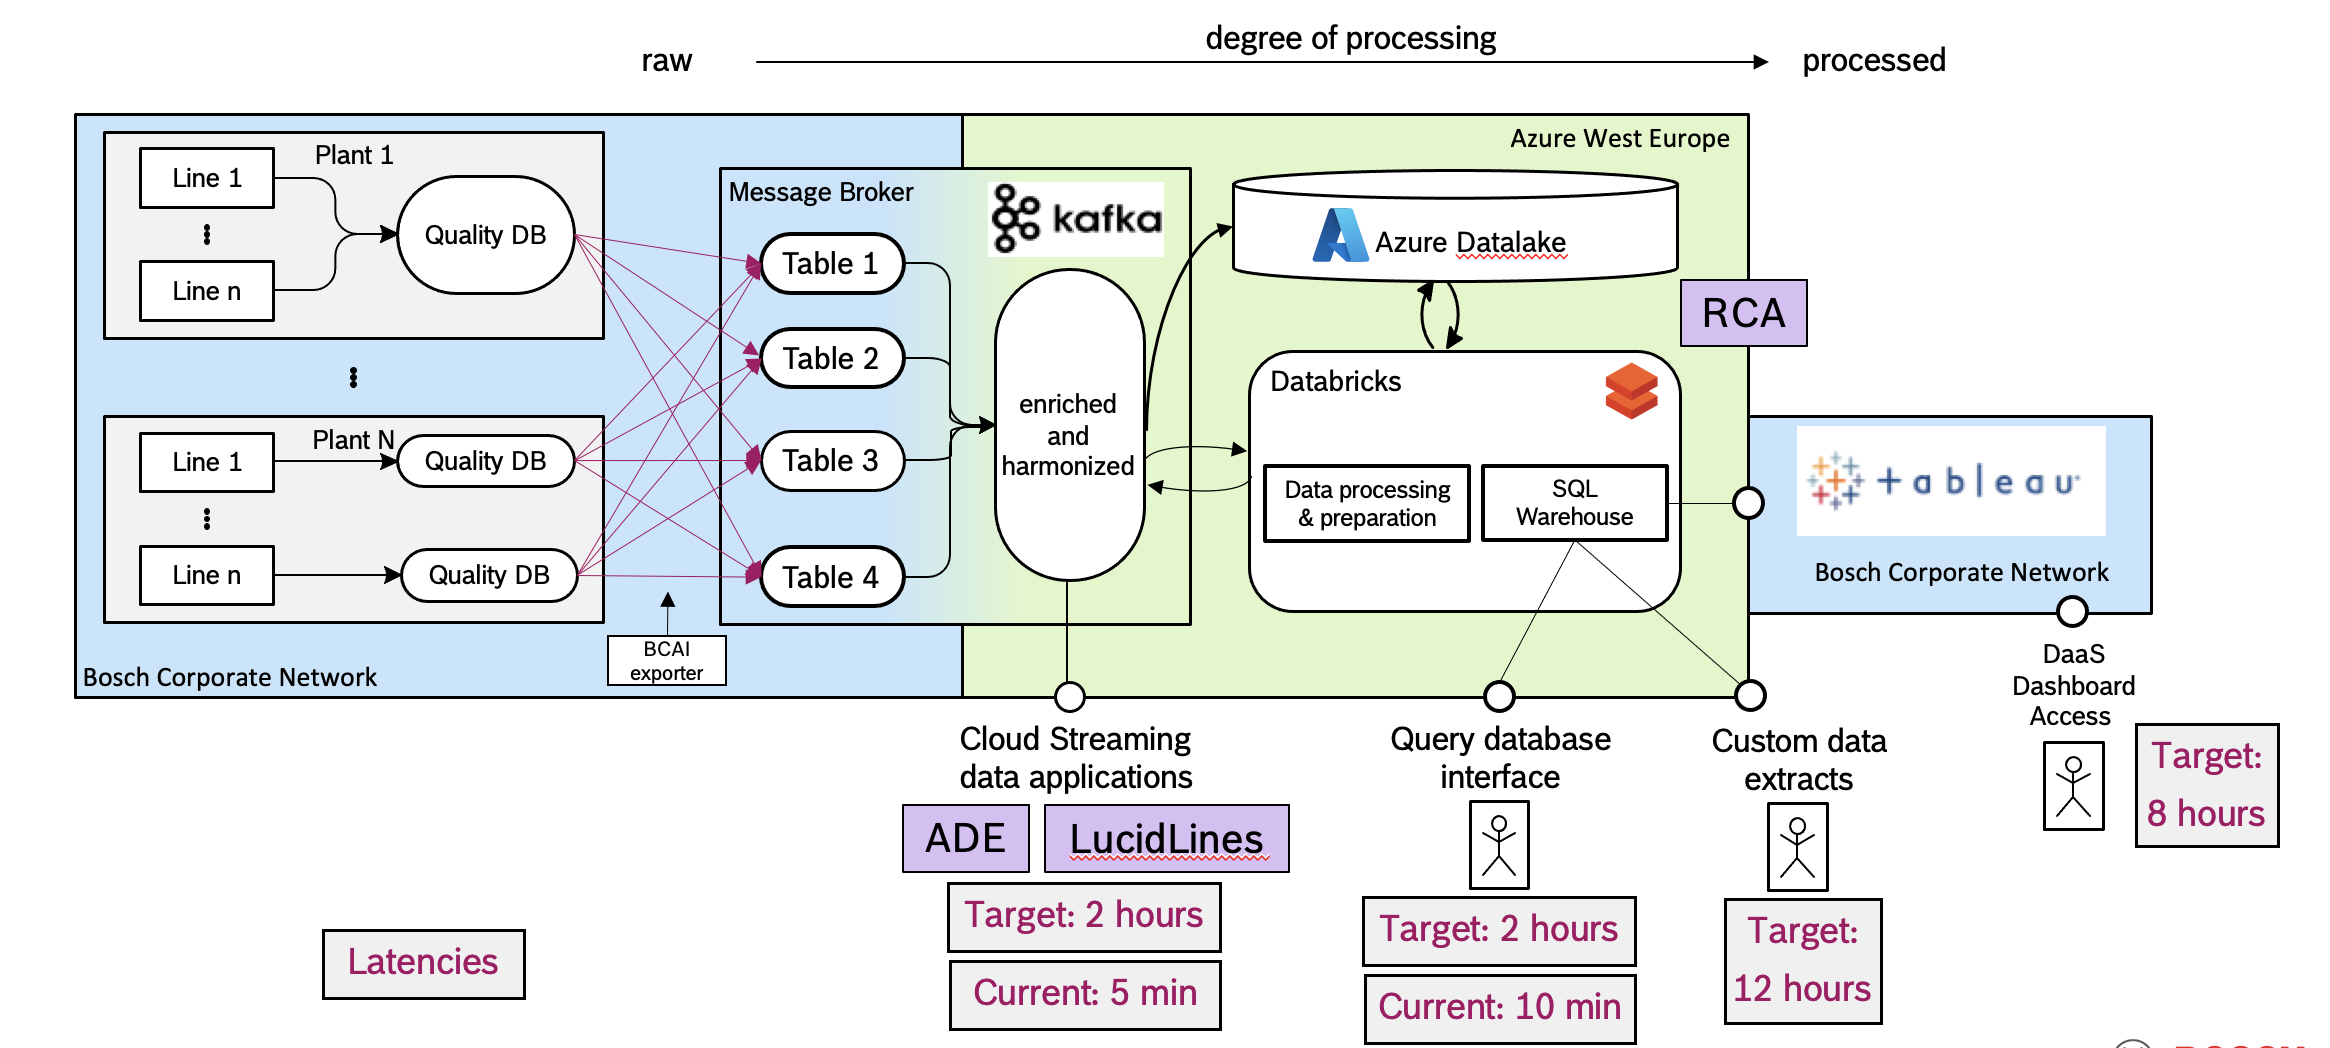 degree of processing
raw
processed
Azure West Europe
Plant 1
Line 1
Line n
Quality DB
Plant N
Line 1
Line n
Quality DB
Quality DB
Bosch Corporate Network
BCAI
exporter
Message Broker
kafka
Table 1
Table 2
Table 3
Table 4
enriched
and
harmonized
Azure Datalake
RCA
Databricks
Data processing
& preparation
SQL
Warehouse
+ableau
Bosch Corporate Network
Cloud Streaming
data applications
ADE
LucidLines
Target: 2 hours
Current: 5 min
Query database
interface
Target: 2 hours
Current: 10 min
Custom data
extracts
Target:
12 hours
DaaS
Dashboard
Access
Target:
8 hours
Latencies